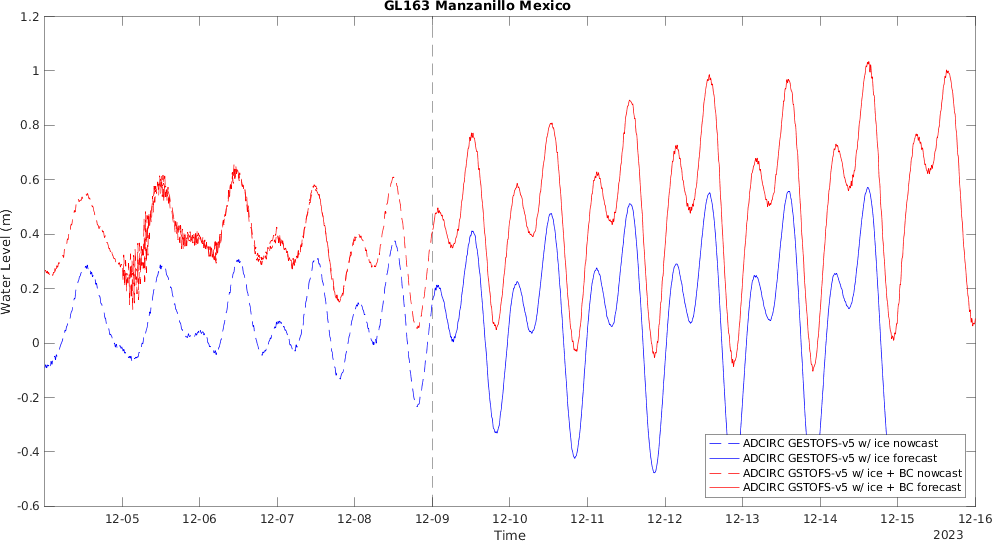 GL163 Manzanillo Mexico
Water Level (m)
1.2
1
0.8
0.6
0.4
0.2
0
-0.2
-0.4
-0.6
ADCIRC GESTOFS-v5 w/ ice nowcast
ADCIRC GESTOFS-v5 w/ ice forecast
ADCIRC GSTOFS-v5 w/ ice + BC nowcast
ADCIRC GSTOFS-v5 w/ ice + BC forecast
12-05 12-06 12-07 12-08 12-09 12-10 12-11 12-12 12-13 12-14 12-15 12-16
Time
2023